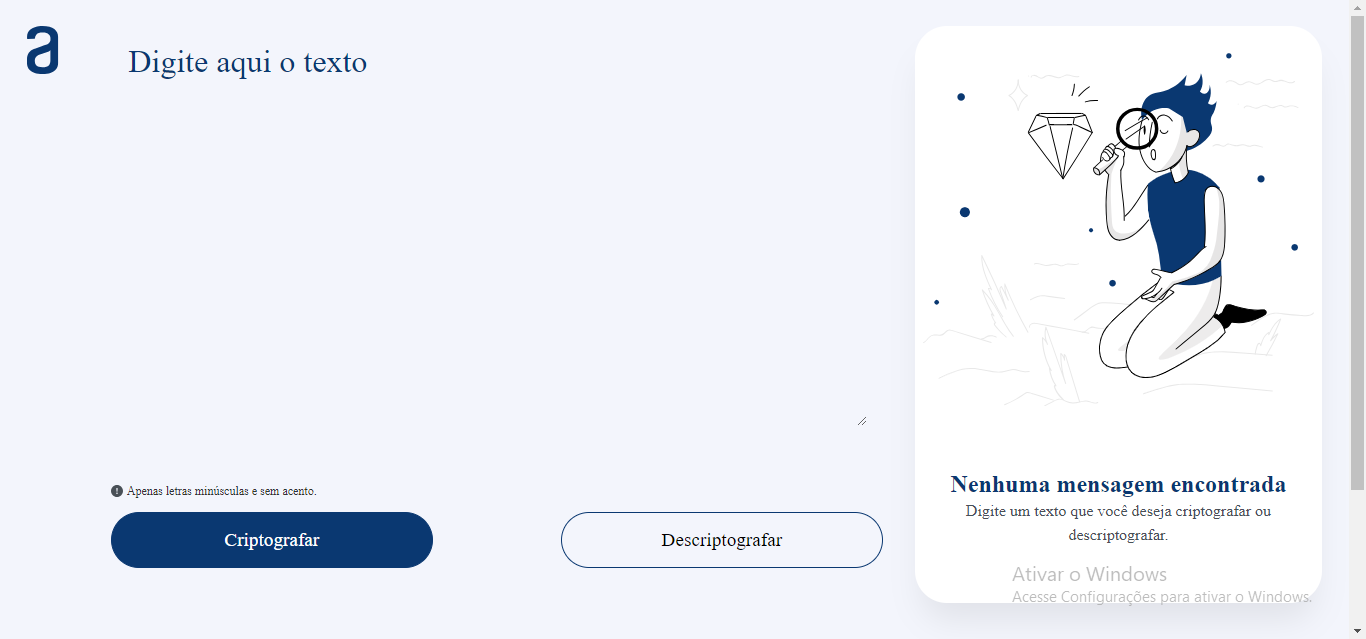 a
Digite aqui o texto
Apenas letras minúsculas e sem acento.
Criptografar
Descriptografar
Nenhuma mensagem encontrada
Digite um texto que você deseja criptografar ou
descriptografar.
Ativar o Windows
Acesse Configurações para ativar o Windows.